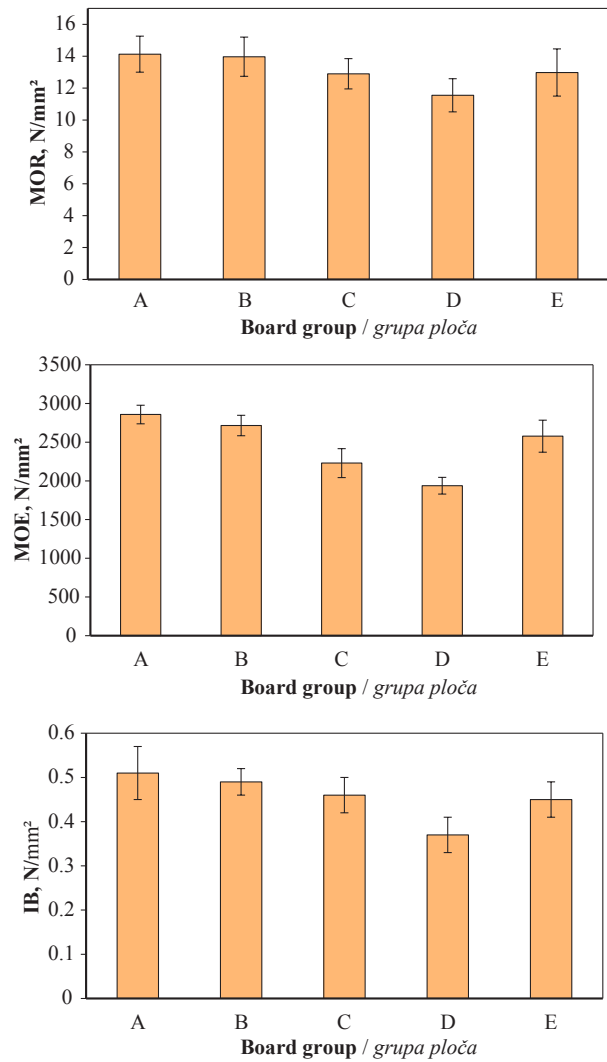 16
14
12
10
8
6
4
2
0
MOR, N/mm²
A B C D E
Board group / grupa ploča
3500
3000
2500
2000
1500
1000
500
0
MOE, N/mm²
A B C D E
Board group / grupa ploča
0.6
0.5
0.4
0.3
0.2
0.1
0
IB, N/mm²
A B C D E
Board group / grupa ploča